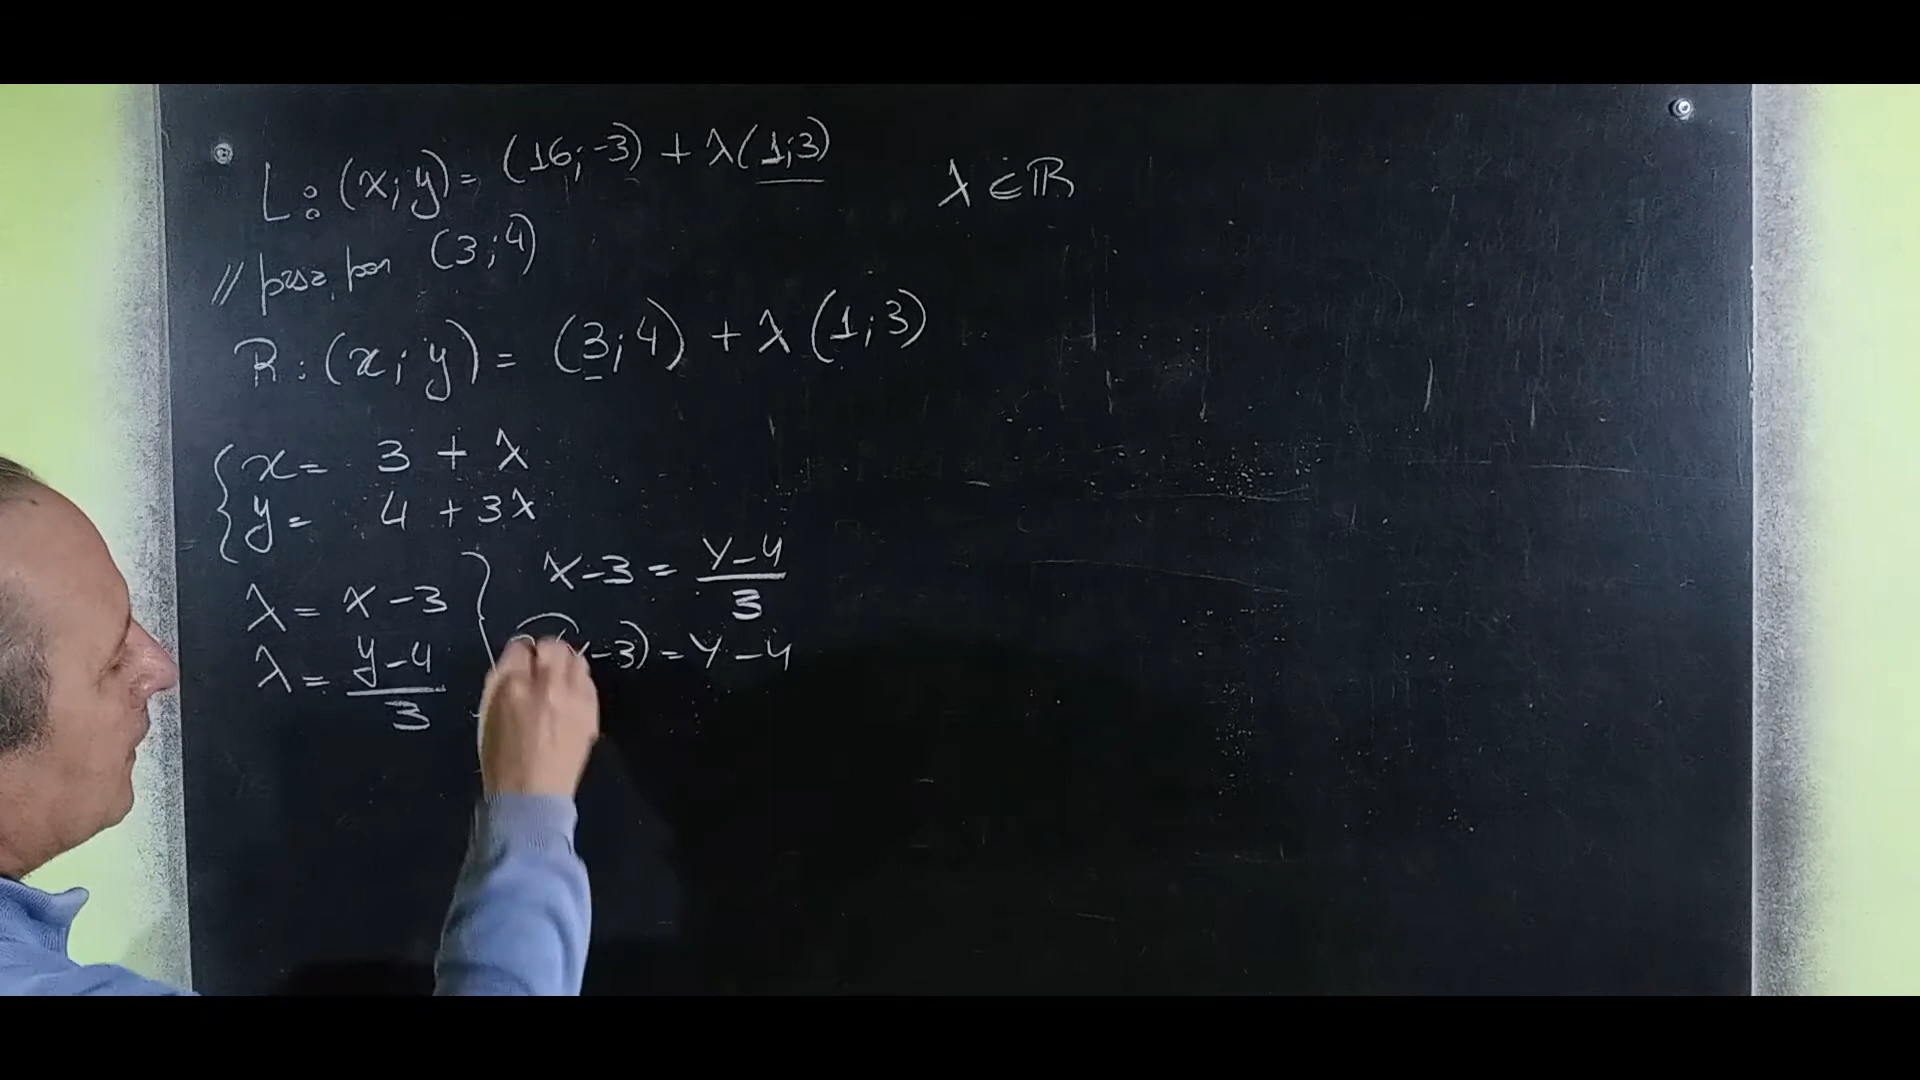 L: (x; y) = (16; -3) + λ(1; 3) λ ∈ ℝ
// pasa por (3; 4)
R: (x; y) = (3; 4) + λ(1; 3)
{ x = 3 + λ
y = 4 + 3λ
λ = x - 3 } x - 3 = (y - 4)/3
λ = (y - 4)/3 - 3) = y - 4